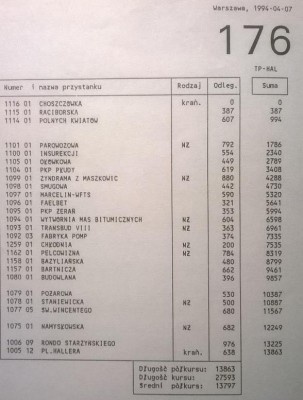 Warszawa, 1994-04-07
176
TP-HAL
Numer ! nazwa przystanku Rodzaj Odleg. Suma
1116 01 CHOSZCZÓWKA krań. 0 0
1115 01 RACIBORSKA 387 387
1114 01 POLNYCH KWIATÓW 607 994
1101 01 PAROWOZOWA NŻ 792 1786
1100 01 INSUREKCJI 554 2340
1105 01 OŁÓWKOWA 449 2789
1104 01 PKP PŁUDY 619 3408
1099 01 ZYNDRAMA Z MASZKOWIC NŻ 880 4288
1098 01 SMUGOWA 442 4730
1097 01 MARCELIN-WFTS 590 5320
1096 01 FAELBET 321 5641
1095 01 PKP ŻERAŃ 353 5994
1094 01 WYTWÓRNIA MAS BITUMICZNYCH NŻ 604 6598
1093 01 TRANSBUD VIII NŻ 363 6961
1092 03 FABRYKA POMP 374 7335
1259 01 CHŁODNIA NŻ 200 7535
1162 01 PELCOWIZNA NŻ 784 8319
1158 01 BAZYLIAŃSKA 480 8799
1157 01 BARTNICZA 662 9461
1080 01 BUDOWLANA 396 9857
1079 01 POŻAROWA 530 10387
1078 01 STANIEWICKA NŻ 500 10887
1077 05 ŚW.WINCENTEGO 680 11567
1075 01 NAMYSŁOWSKA NŻ 682 12249
1006 09 RONDO STARZYŃSKIEGO 976 13225
1005 12 PL.HALLERA krań. 638 13863
Długość półkursu: 13863
Długość kursu: 27593
Średni półkurs: 13797